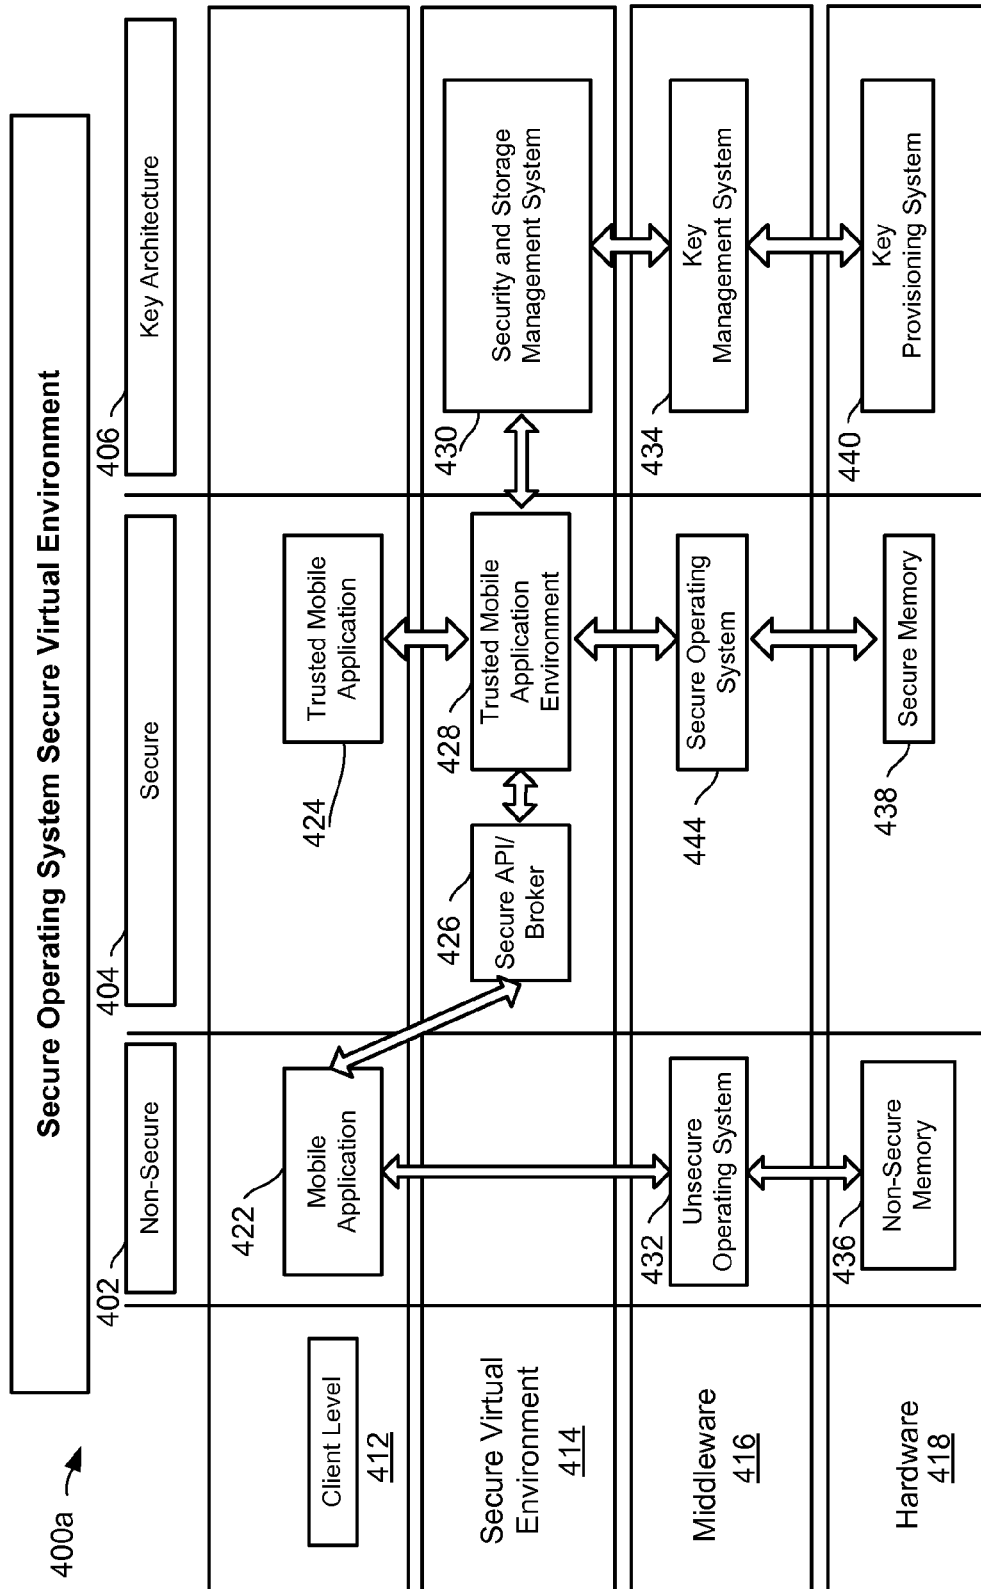 400a
Secure Operating System Secure Virtual Environment
402
404
406
Non-Secure
Secure
Key Architecture
Client Level
412
422
Mobile
Application
424
Trusted Mobile
Application
Secure Virtual
Environment
414
426
Secure API/
Broker
428
Trusted Mobile
Application
Environment
430
Security and Storage
Management System
Middleware
416
432
Unsecure
Operating System
444
Secure Operating
System
434
Key
Management System
Hardware
418
436
Non-Secure
Memory
438
Secure Memory
440
Key
Provisioning System